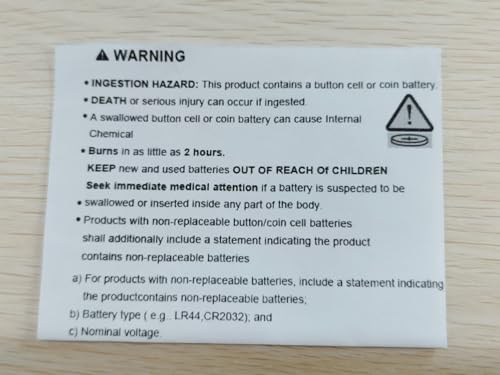 ⚠ WARNING
• INGESTION HAZARD: This product contains a button cell or coin battery.
• DEATH or serious injury can occur if ingested.
• A swallowed button cell or coin battery can cause Internal
Chemical
• Burns in as little as 2 hours.
KEEP new and used batteries OUT OF REACH Of CHILDREN
Seek immediate medical attention if a battery is suspected to be
• swallowed or inserted inside any part of the body.
• Products with non-replaceable button/coin cell batteries
shall additionally include a statement indicating the product
contains non-replaceable batteries
a) For products with non-replaceable batteries, include a statement indicating
the productcontains non-replaceable batteries;
b) Battery type ( e.g.. LR44,CR2032); and
c) Nominal voltage.